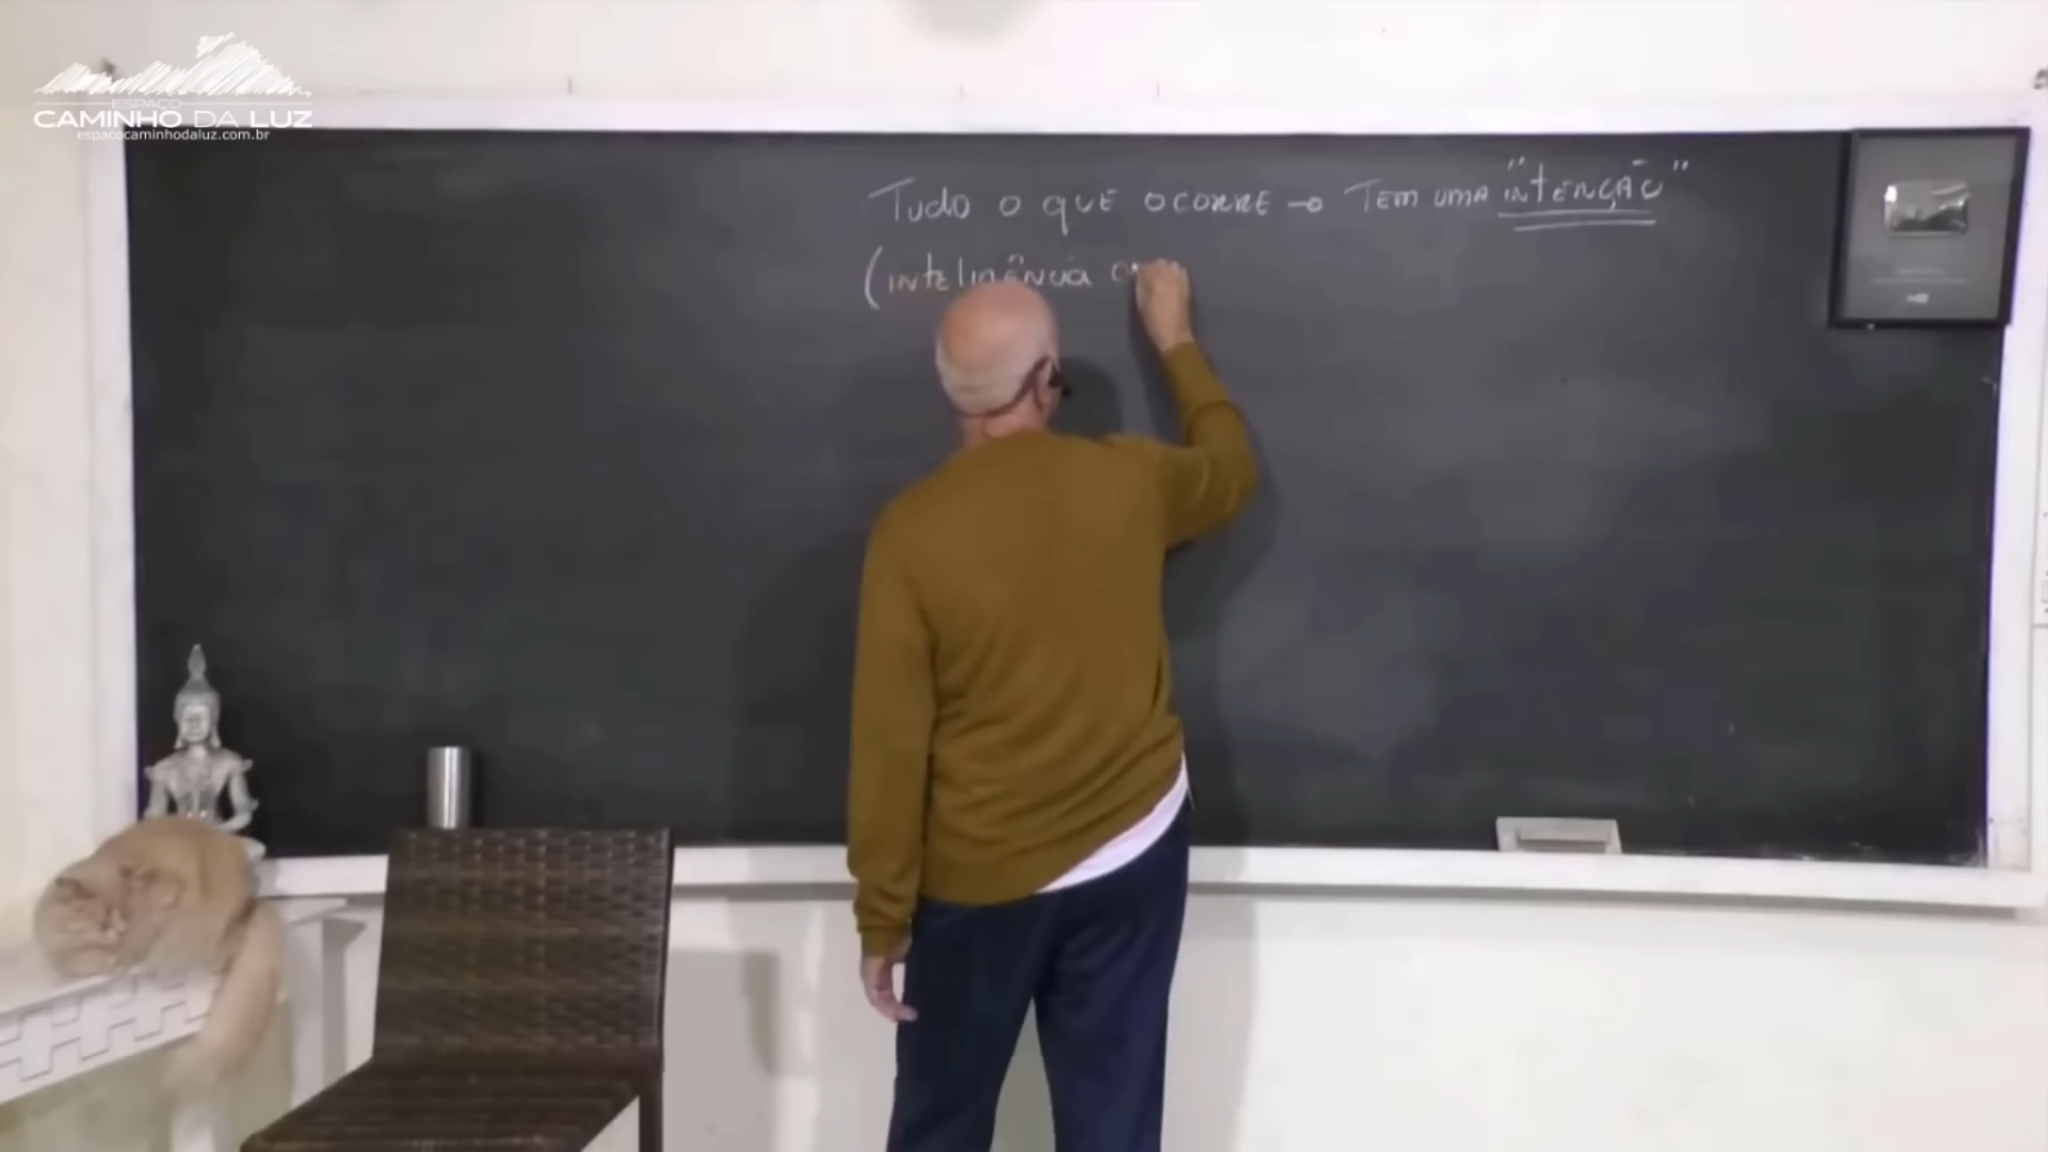 ESPAÇO
CAMINHO DA LUZ
espacocaminhodaluz.com.br
Tudo o que ocorre → Tem uma "intenção"
(inteligência